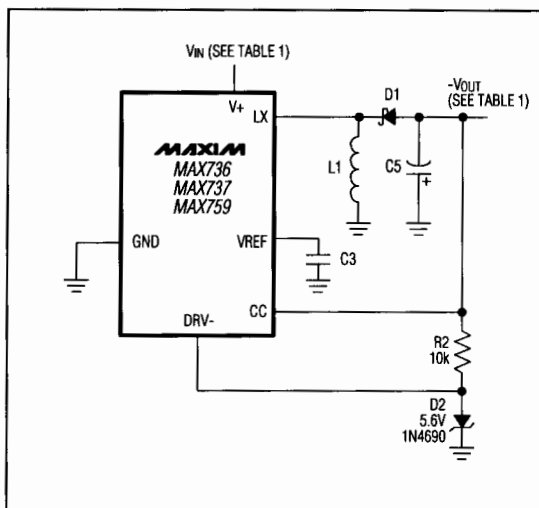 VIN (SEE TABLE 1)
V+
LX
D1
-VOUT
(SEE TABLE 1)
MAXIM
MAX736
MAX737
MAX759
L1
C5
+
GND
VREF
C3
CC
DRV-
R2
10k
D2
5.6V
1N4690